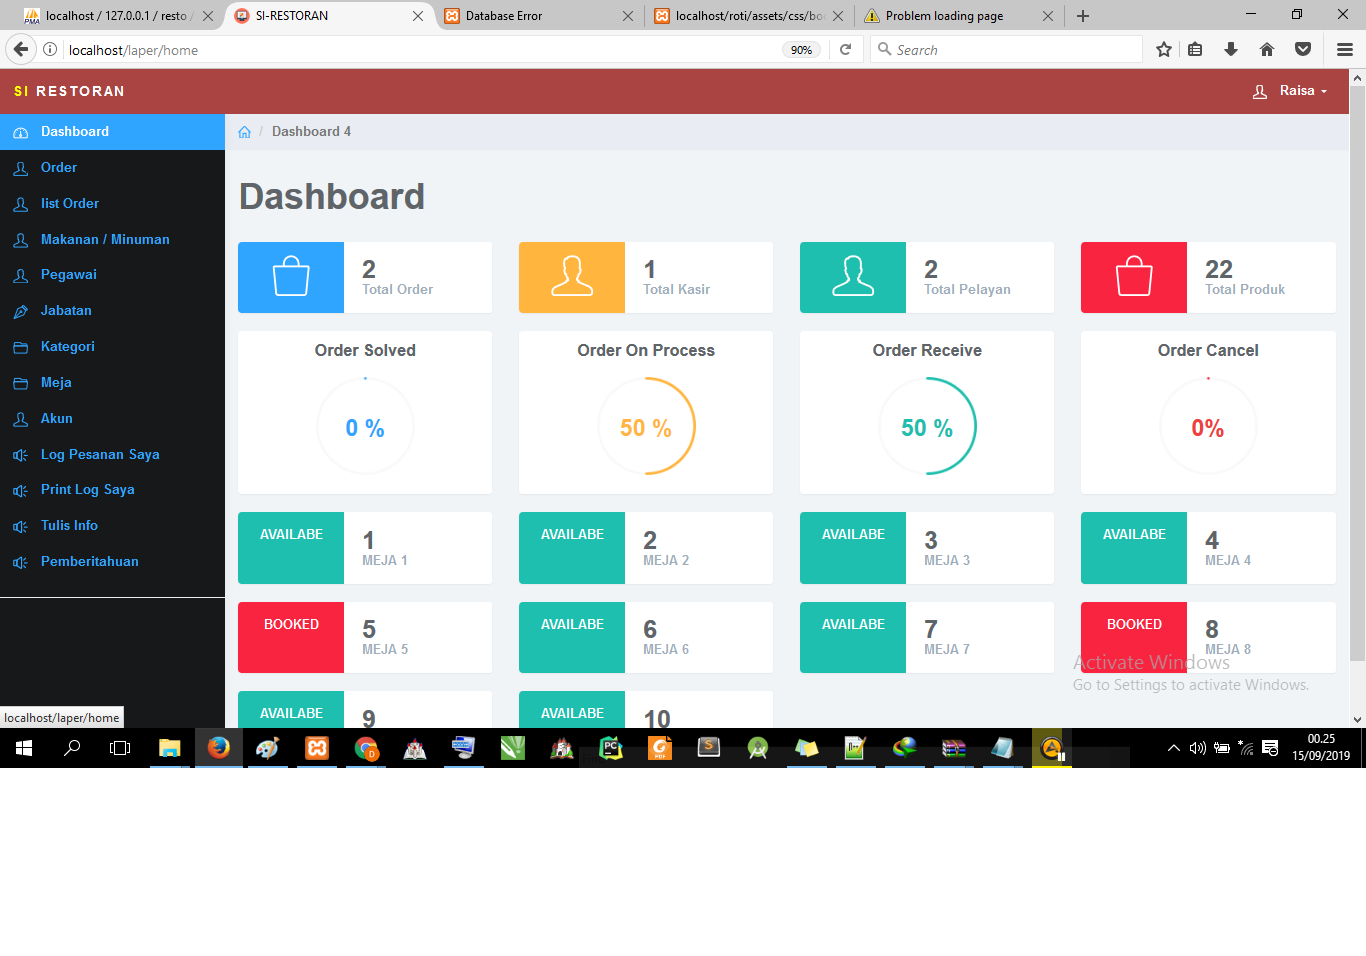 localhost / 127.0.0.1 / resto /
SI-RESTORAN
Database Error
localhost/roti/assets/css/bo
Problem loading page
localhost/laper/home
90%
Search
SI RESTORAN
Raisa
Dashboard
Order
list Order
Makanan / Minuman
Pegawai
Jabatan
Kategori
Meja
Akun
Log Pesanan Saya
Print Log Saya
Tulis Info
Pemberitahuan
/ Dashboard 4
Dashboard
2
Total Order
1
Total Kasir
2
Total Pelayan
22
Total Produk
Order Solved
0 %
Order On Process
50 %
Order Receive
50 %
Order Cancel
0%
AVAILABE
1
MEJA 1
AVAILABE
2
MEJA 2
AVAILABE
3
MEJA 3
AVAILABE
4
MEJA 4
BOOKED
5
MEJA 5
AVAILABE
6
MEJA 6
AVAILABE
7
MEJA 7
BOOKED
8
MEJA 8
AVAILABE
9
AVAILABE
10
Activate Windows
Go to Settings to activate Windows.
localhost/laper/home
00.25
15/09/2019